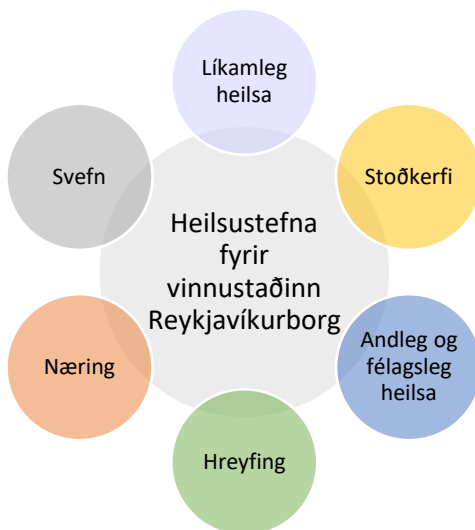 Líkamleg
heilsa
Stoðkerfi
Andleg og
félagsleg
heilsa
Hreyfing
Næring
Svefn
Heilsustefna
fyrir
vinnustaðinn
Reykjavíkurborg